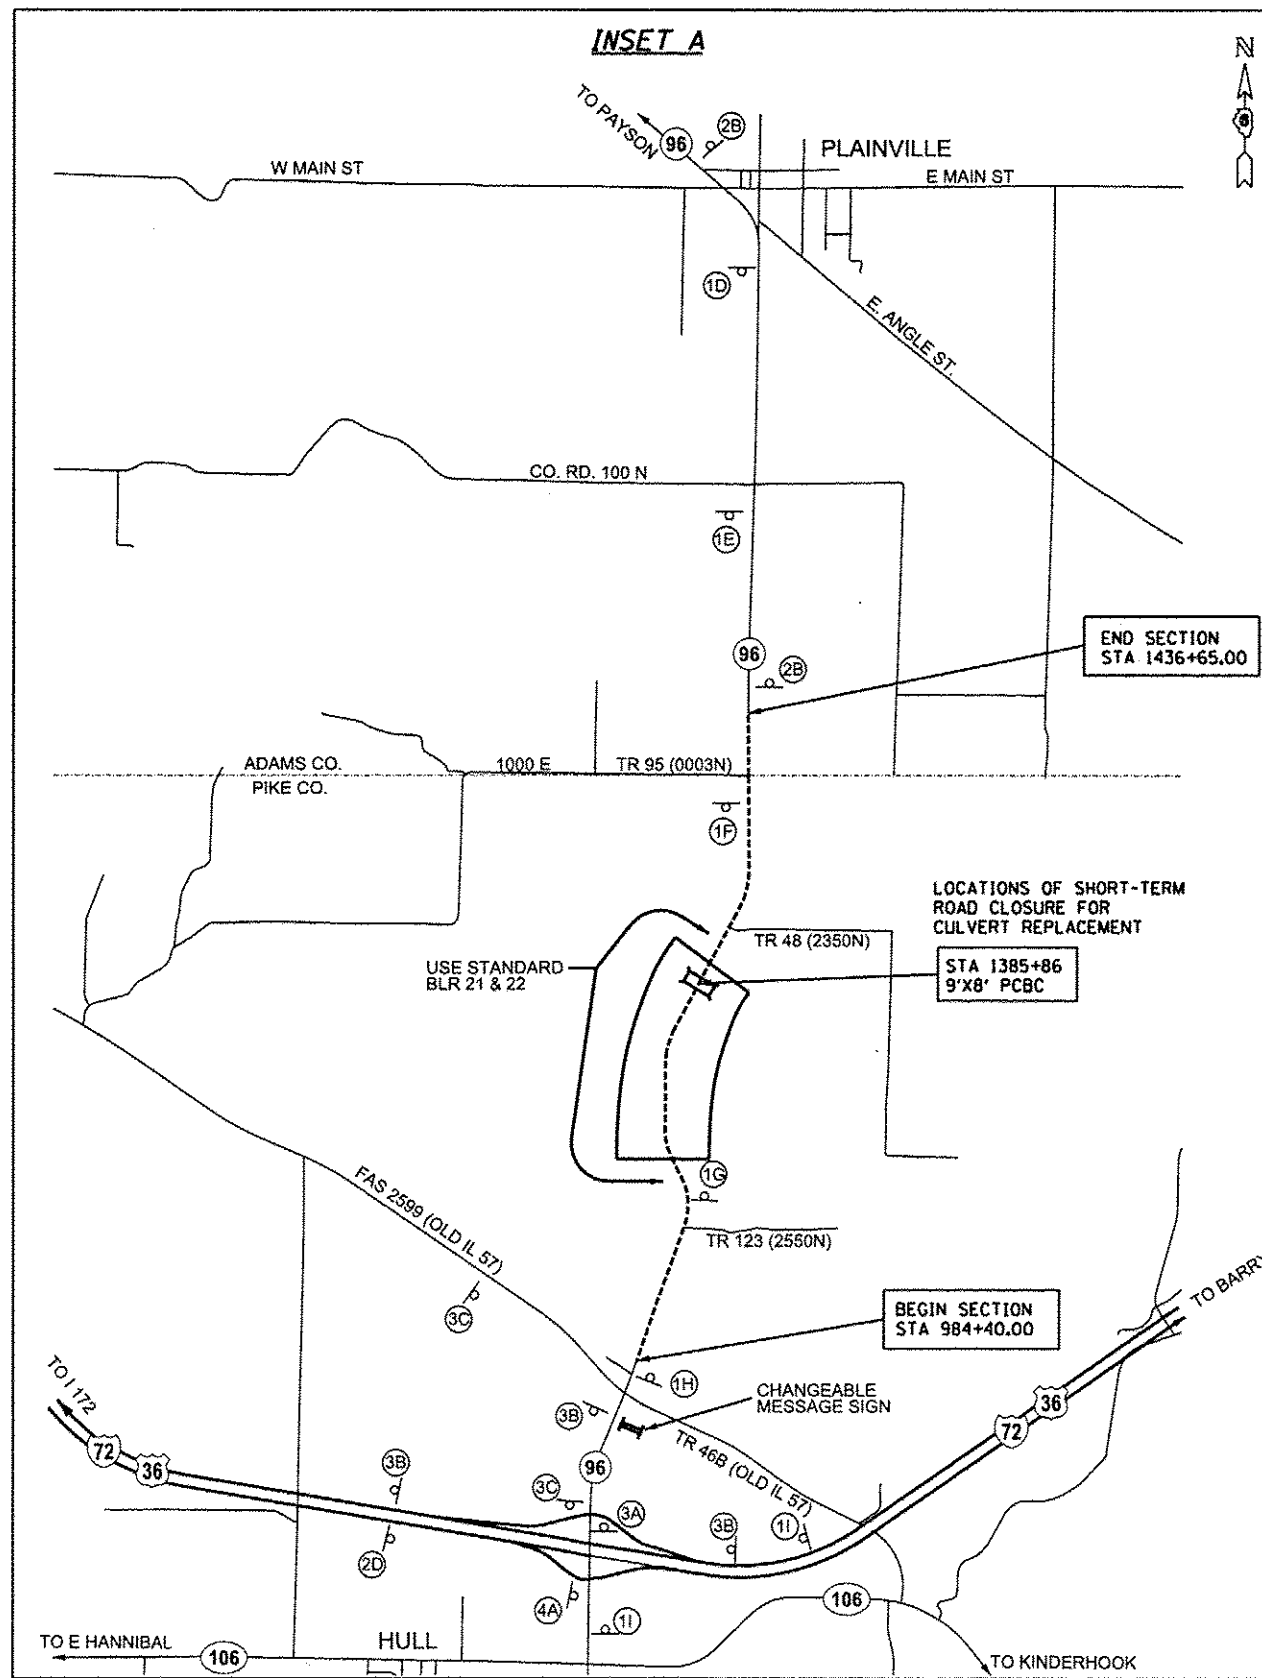 INSET A
N
TO PAYSON
96
2B
PLAINVILLE
W MAIN ST
E MAIN ST
1D
E. ANGLE ST.
CO. RD. 100 N
1E
END SECTION
STA 1436+65.00
96
2B
ADAMS CO.
1000 E
TR 95 (0003N)
PIKE CO.
1F
LOCATIONS OF SHORT-TERM
ROAD CLOSURE FOR
CULVERT REPLACEMENT
TR 48 (2350N)
USE STANDARD
BLR 21 & 22
STA 1385+86
9'X8' PCBC
1G
FAS 2599 (OLD IL 57)
TR 123 (2550N)
TO BARRY
3C
BEGIN SECTION
STA 984+40.00
1H
TO I 172
CHANGEABLE
MESSAGE SIGN
3B
36
72
TR 46B (OLD IL 57)
72
36
96
3B
3C
3A
3B
1I
2D
4A
106
1I
TO E HANNIBAL
106
HULL
TO KINDERHOOK